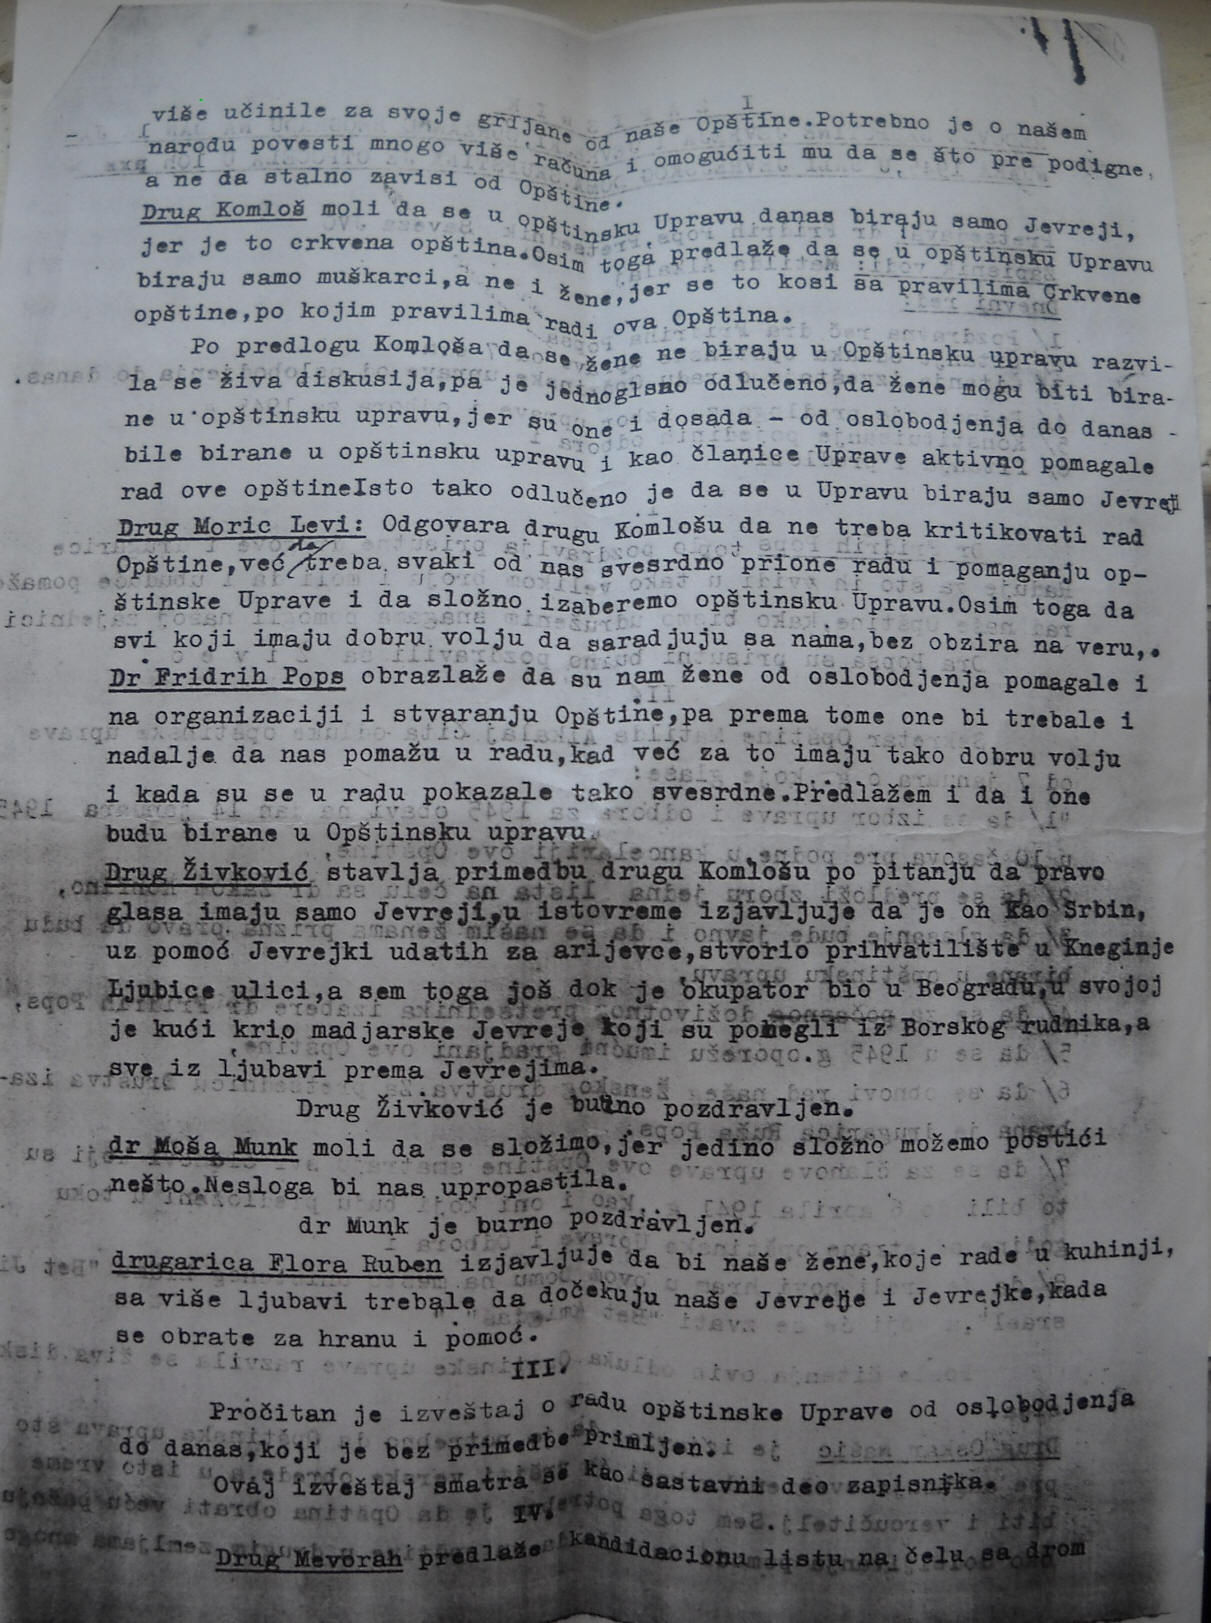 više učinile za svoje grijane od naše Opštine.Potrebno je o našem
narodu povesti mnogo više računa i omogućiti mu da se što pre podigne,
a ne da stalno zavisi od Opštine.
Drug Komloš moli da se u opštinsku Upravu danas biraju samo Jevreji,
jer je to crkvena opština.Osim toga predlaže da se u opštinsku Upravu
biraju samo muškarci,a ne i žene,jer se to kosi sa pravilima Crkvene
opštine,po kojim pravilima radi ova Opština.
Po predlogu Komloša da se žene ne biraju u Opštinsku upravu razvi-
la se živa diskusija,pa je jednoglsno odlučeno,da žene mogu biti bira-
ne u opštinsku upravu,jer su one i dosada – od oslobodjenja do danas -
bile birane u opštinsku upravu i kao članice Uprave aktivno pomagale
rad ove opštineIsto tako odlučeno je da se u Upravu biraju samo Jevreji
Drug Moric Levi: Odgovara drugu Komlošu da ne treba kritikovati rad
Opštine,već da treba svaki od nas svesrdno prione radu i pomaganju op-
štinske Uprave i da složno izaberemo opštinsku Upravu.Osim toga da
svi koji imaju dobru volju da saradjuju sa nama,bez obzira na veru,.
Dr Fridrih Pops obrazlaže da su nam žene od oslobodjenja pomagale i
na organizaciji i stvaranju Opštine,pa prema tome one bi trebale i
nadalje da nas pomažu u radu,kad već za to imaju tako dobru volju
i kada su se u radu pokazale tako svesrdne.Predlažem i da i one
budu birane u Opštinsku upravu.
Drug Živković stavlja primedbu drugu Komlošu po pitanju da pravo
glasa imaju samo Jevreji,u istovreme izjavljuje da je on kao Srbin,
uz pomoć Jevrejki udatih za arijevce,stvorio prihvatilište u Kneginje
Ljubice ulici,a sem toga još dok je okupator bio u Beogradu,u svojoj
je kući krio madjarske Jevreje koji su pobegli iz Borskog rudnika,a
sve iz ljubavi prema Jevrejima.
Drug Živković je burno pozdravljen.
dr Moša Munk moli da se složimo,jer jedino složno možemo postići
nešto.Nesloga bi nas upropastila.
dr Munk je burno pozdravljen.
drugarica Flora Ruben izjavljuje da bi naše žene,koje rade u kuhinji,
sa više ljubavi trebale da dočekuju naše Jevreje i Jevrejke,kada
se obrate za hranu i pomoć.
III.
Pročitan je izveštaj o radu opštinske Uprave od oslobodjenja
do danas,koji je bez primedbe primljen.
Ovaj izveštaj smatra se kao sastavni deo zapisnika.
IV.
Drug Mevorah predlaže kandidacionu listu na čelu sa drom